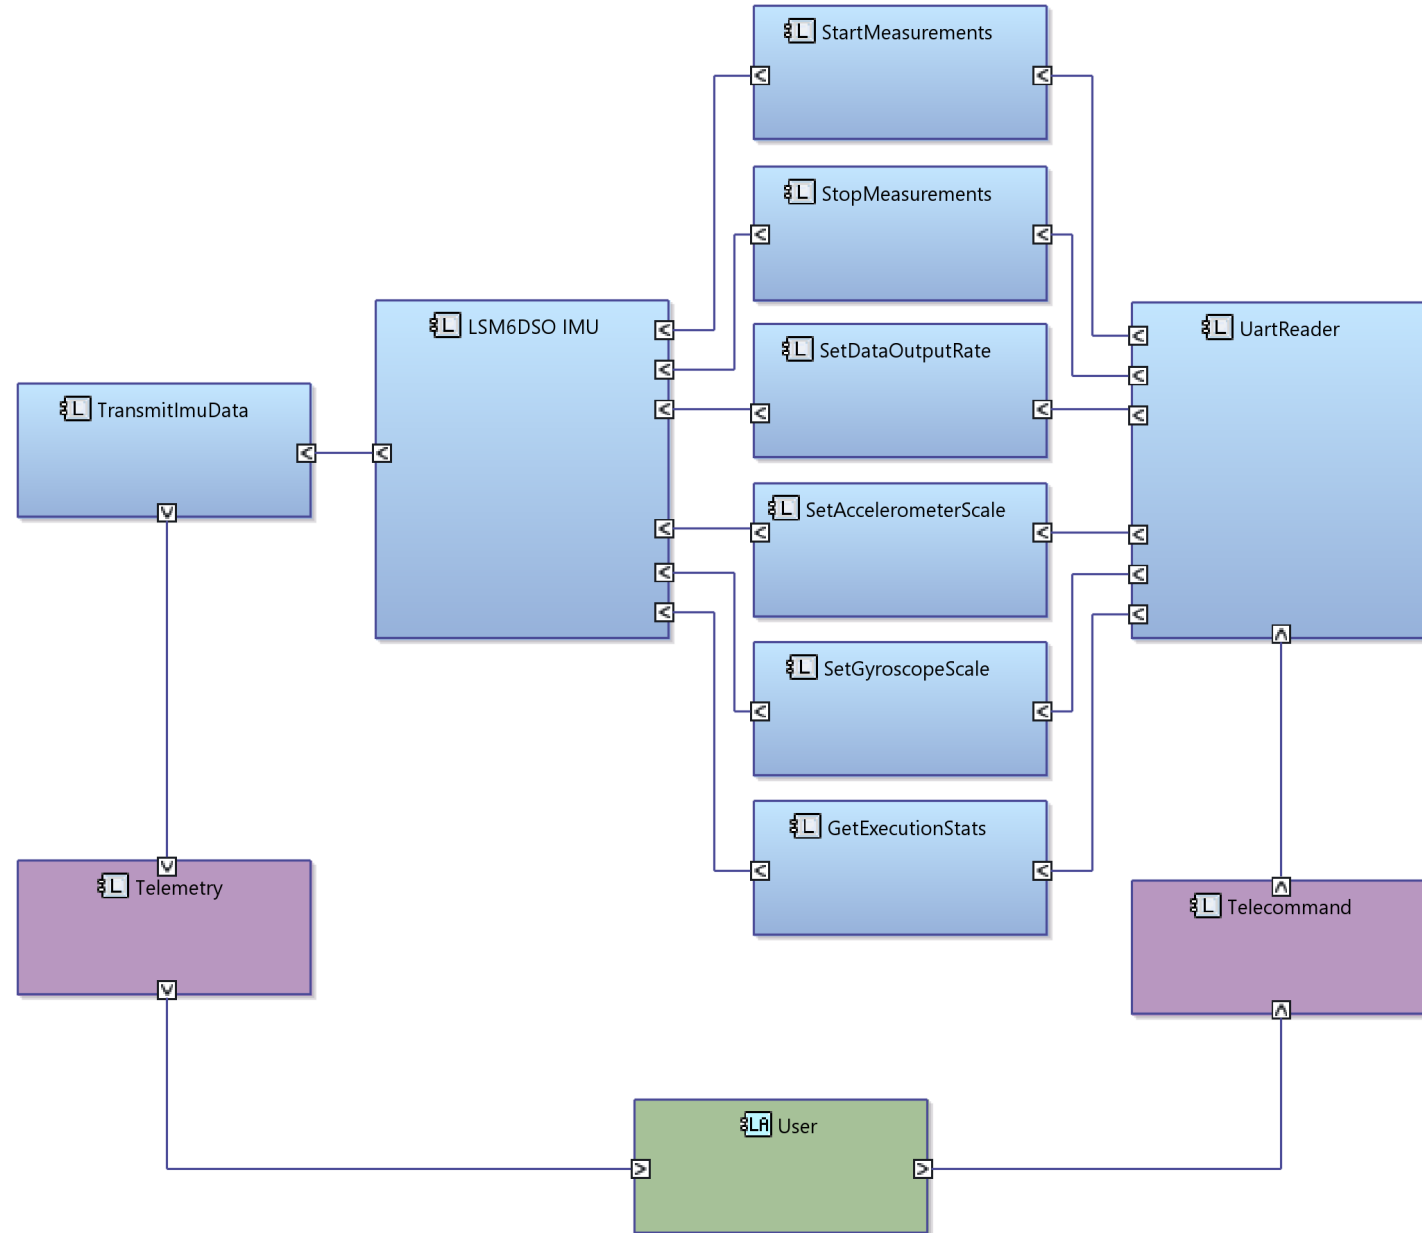 StartMeasurements
StopMeasurements
LSM6DSO IMU
UartReader
SetDataOutputRate
TransmitImuData
SetAccelerometerScale
SetGyroscopeScale
GetExecutionStats
Telemetry
Telecommand
User